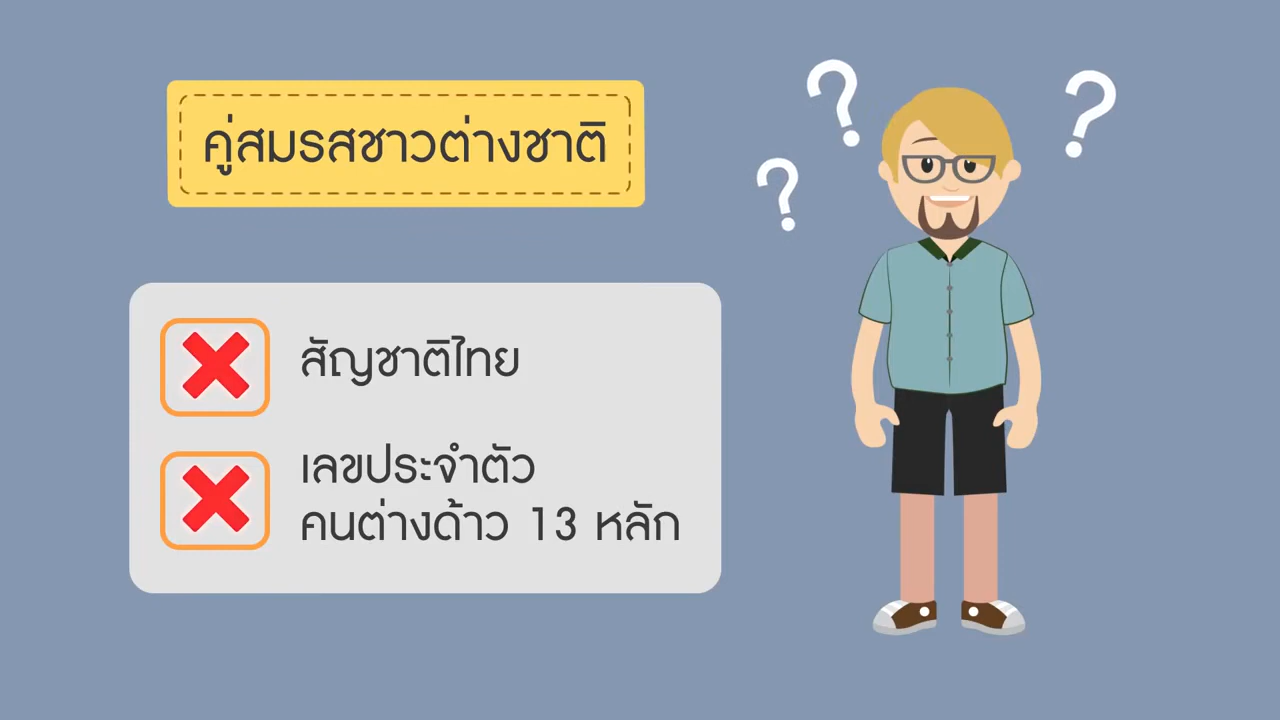 คู่สมรสชาวต่างชาติ
สัญชาติไทย
เลขประจำตัว
คนต่างด้าว 13 หลัก